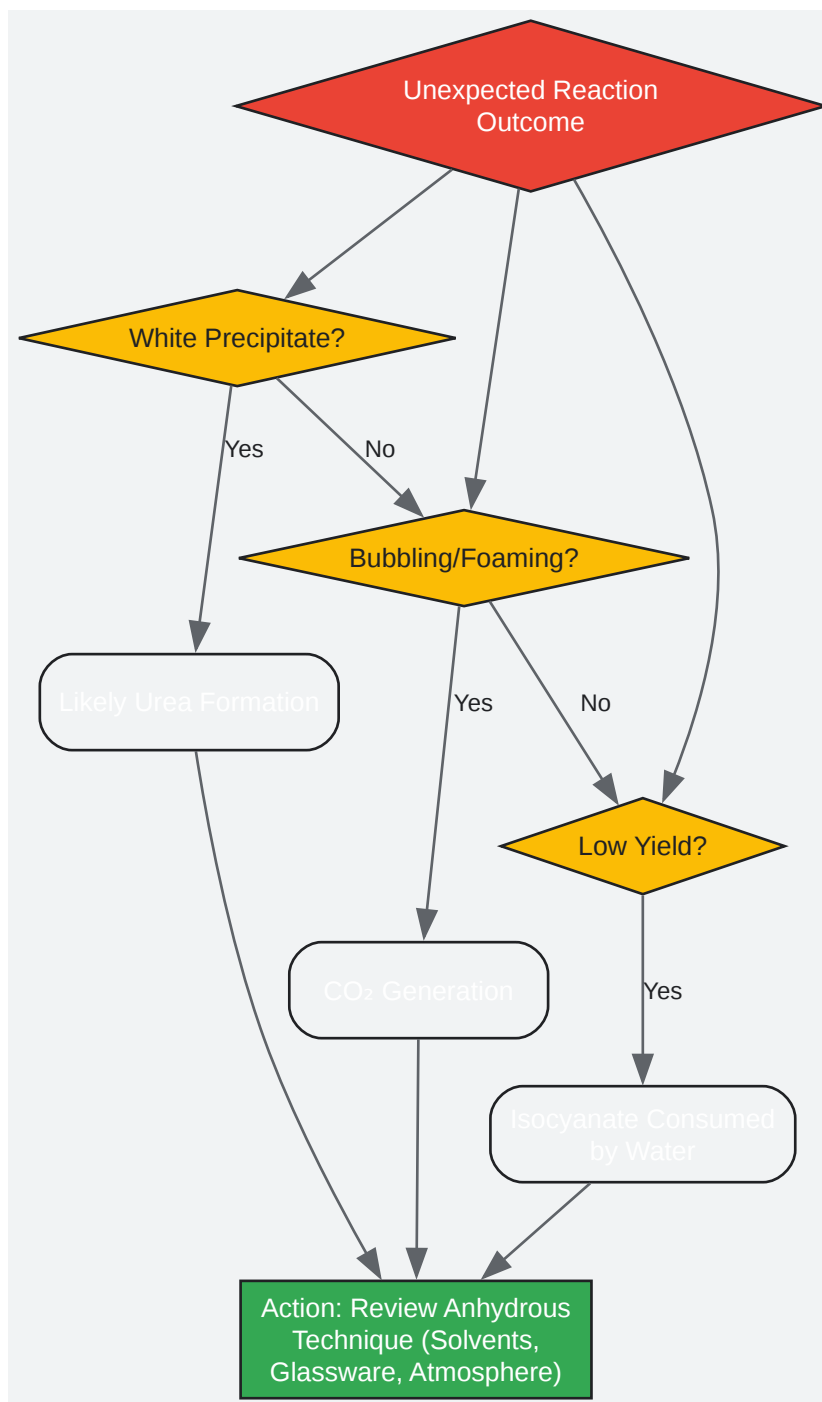 Unexpected Reaction
Outcome
White Precipitate?
Yes
No
Bubbling/Foaming?
Likely Urea Formation
Yes
No
Low Yield?
CO₂ Generation
Yes
Isocyanate Consumed
by Water
Action: Review Anhydrous
Technique (Solvents,
Glassware, Atmosphere)